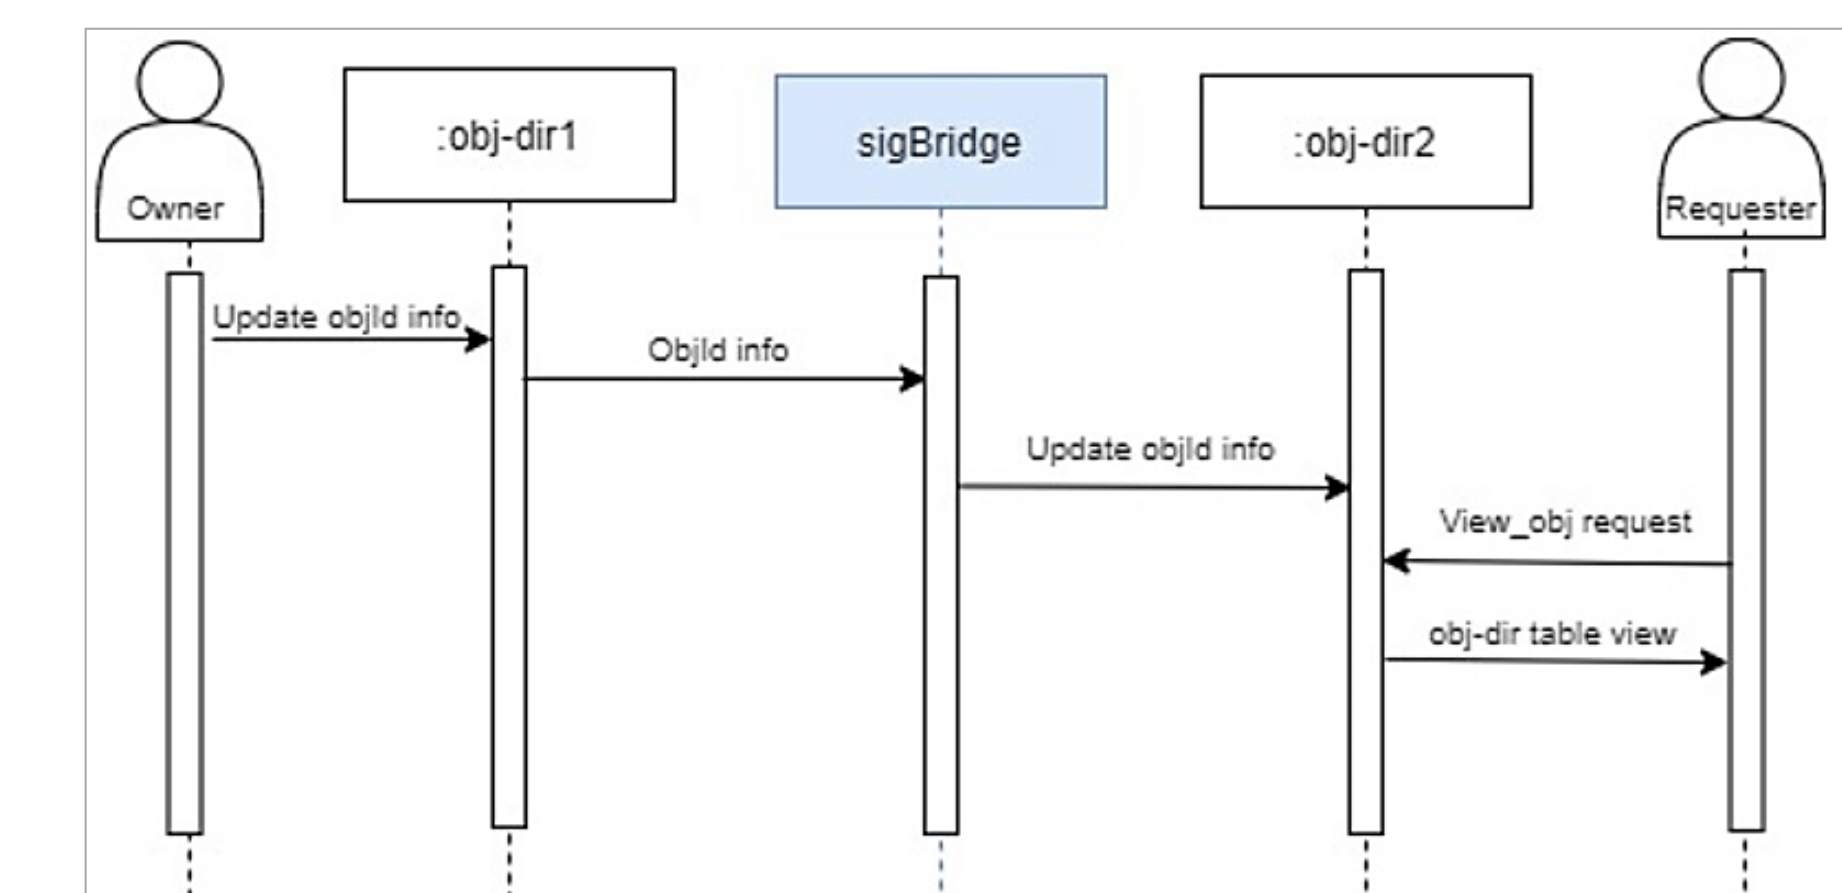 Owner
:obj-dir1
sigBridge
:obj-dir2
Requester
Update objId info
ObjId info
Update objId info
View_obj request
obj-dir table view